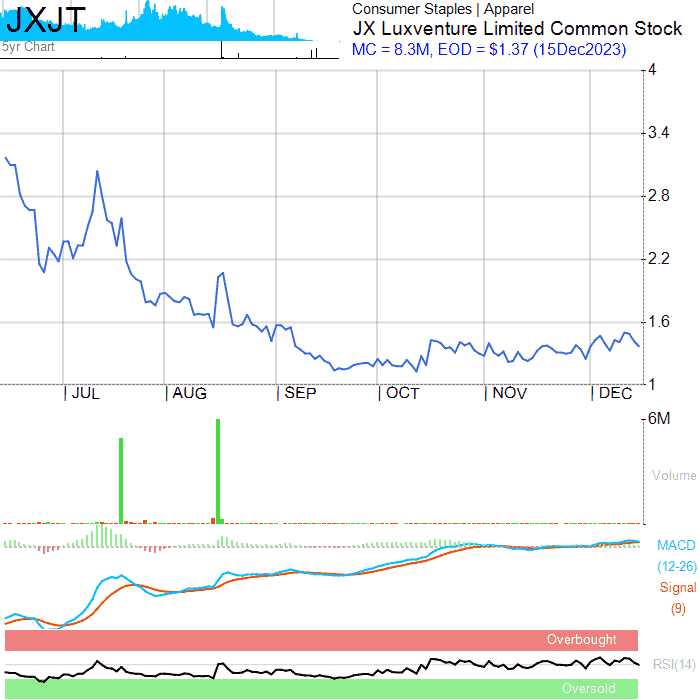 JXJT
5yr Chart
Consumer Staples | Apparel
JX Luxventure Limited Common Stock
MC = 8.3M, EOD = $1.37 (15Dec2023)
4
3.4
2.8
2.2
1.6
1
JUL AUG SEP OCT NOV DEC
6M
Volume
MACD
(12-26)
Signal
(9)
Overbought
RSI(14)
Oversold